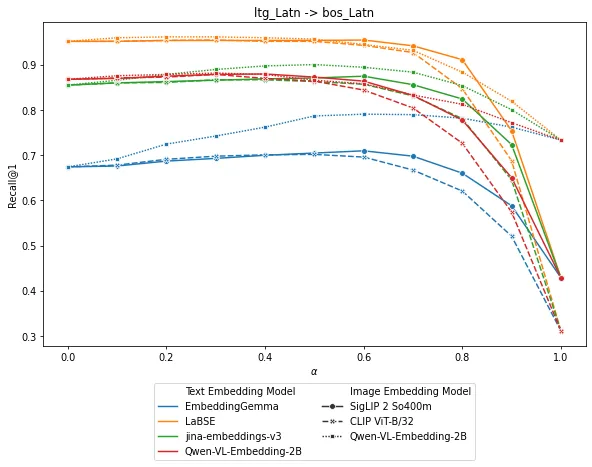 ltg_Latn -> bos_Latn
Recall@1
0.9
0.8
0.7
0.6
0.5
0.4
0.3
0.0
0.2
0.4
0.6
0.8
1.0
α
Text Embedding Model
EmbeddingGemma
LaBSE
jina-embeddings-v3
Qwen-VL-Embedding-2B
Image Embedding Model
SigLIP 2 So400m
CLIP ViT-B/32
Qwen-VL-Embedding-2B